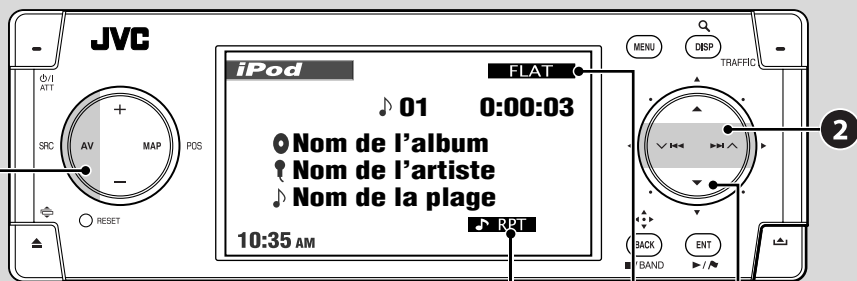 JVC
MENU
DISP
TRAFFIC
ATT
SRC
AV
MAP
POS
RESET
iPod
FLAT
01 0:00:03
Nom de l’album
Nom de l’artiste
Nom de la plage
RPT
10:35 AM
2
BACK
ENT
/BAND